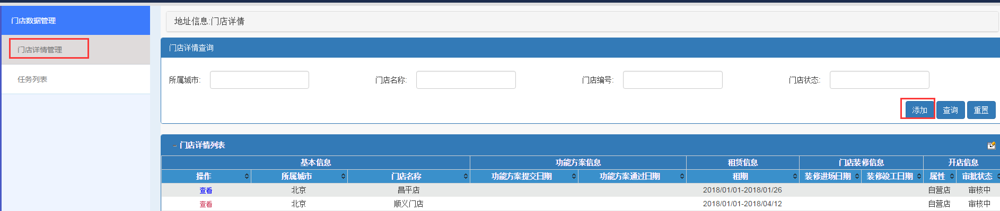 门店数据管理
门店详情管理
任务列表
地址信息:门店详情
门店详情查询
所属城市: 门店名称: 门店编号: 门店状态:
添加 查询 重置
门店详情列表
基本信息 功能方案信息 租赁信息 门店装修信息 开店信息
操作 所属城市 门店名称 功能方案提交日期 功能方案通过日期 租期 装修进场日期 装修竣工日期 属性 审批状态
查看 北京 昌平店 2018/01/01-2018/01/26 自营店 审核中
查看 北京 顺义门店 2018/01/01-2018/04/12 自营店 审核中